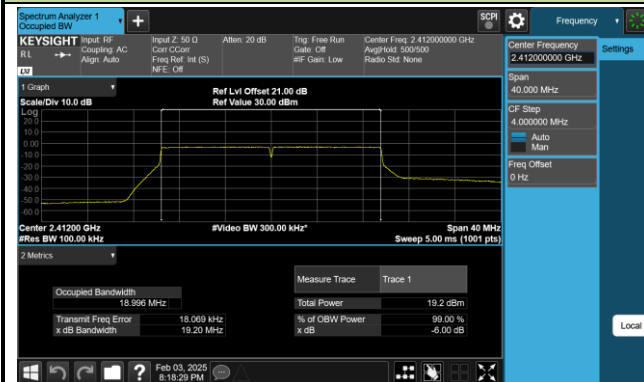 Spectrum Analyzer 1
Occupied BW
SCPI
Frequency
KEYSIGHT
Input: RF
Coupling: AC
Align: Auto
Input Z: 50 Ω
Corr CCorr
Freq Ref: Int (S)
NFE: Off
Atten: 20 dB
Trig: Free Run
Gate: Off
#IF Gain: Low
Center Freq: 2.412000000 GHz
Avg|Hold: 500/500
Radio Std: None
RL
LXI
Center Frequency
2.412000000 GHz
Settings
Span
40.000 MHz
CF Step
4.000000 MHz
Auto
Man
Freq Offset
0 Hz
Local
1 Graph
Scale/Div 10.0 dB
Ref Lvl Offset 21.00 dB
Ref Value 30.00 dBm
Log
20.0
10.0
0.00
-10.0
-20.0
-30.0
-40.0
-50.0
-60.0
Center 2.41200 GHz
#Res BW 100.00 kHz
#Video BW 300.00 kHz*
Span 40 MHz
Sweep 5.00 ms (1001 pts)
2 Metrics
Measure Trace
Trace 1
Occupied Bandwidth
18.996 MHz
Total Power
19.2 dBm
Transmit Freq Error
18.069 kHz
% of OBW Power
99.00 %
x dB Bandwidth
19.20 MHz
x dB
-6.00 dB
?
Feb 03, 2025
8:18:29 PM